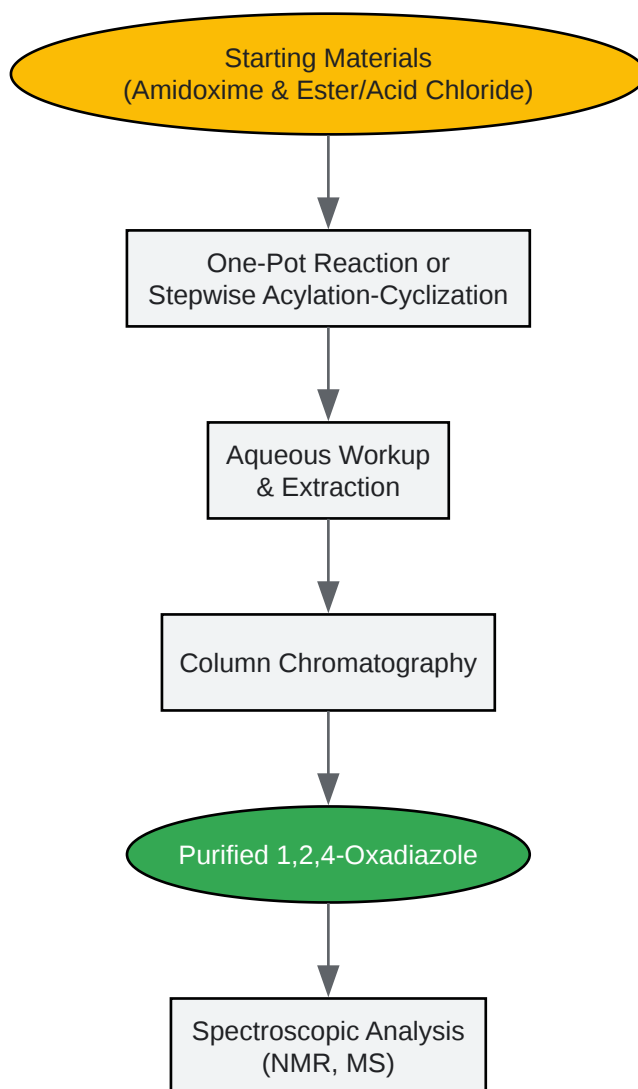 Starting Materials
(Amidoxime & Ester/Acid Chloride)
One-Pot Reaction or
Stepwise Acylation-Cyclization
Aqueous Workup
& Extraction
Column Chromatography
Purified 1,2,4-Oxadiazole
Spectroscopic Analysis
(NMR, MS)